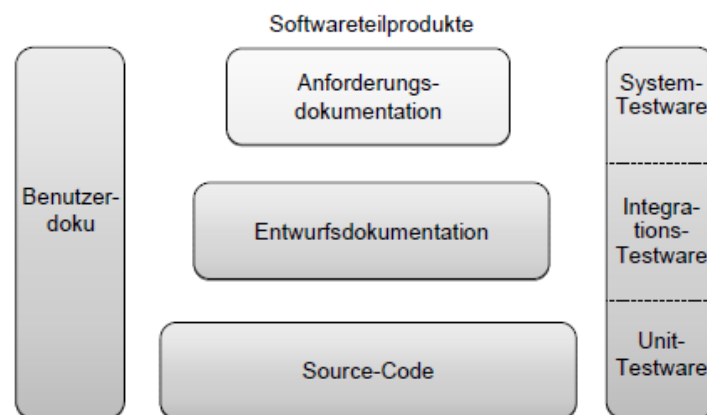 Softwareteilprodukte
Benutzer-
doku
Anforderungs-
dokumentation
Entwurfsdokumentation
Source-Code
System-
Testware
Integra-
tions-
Testware
Unit-
Testware